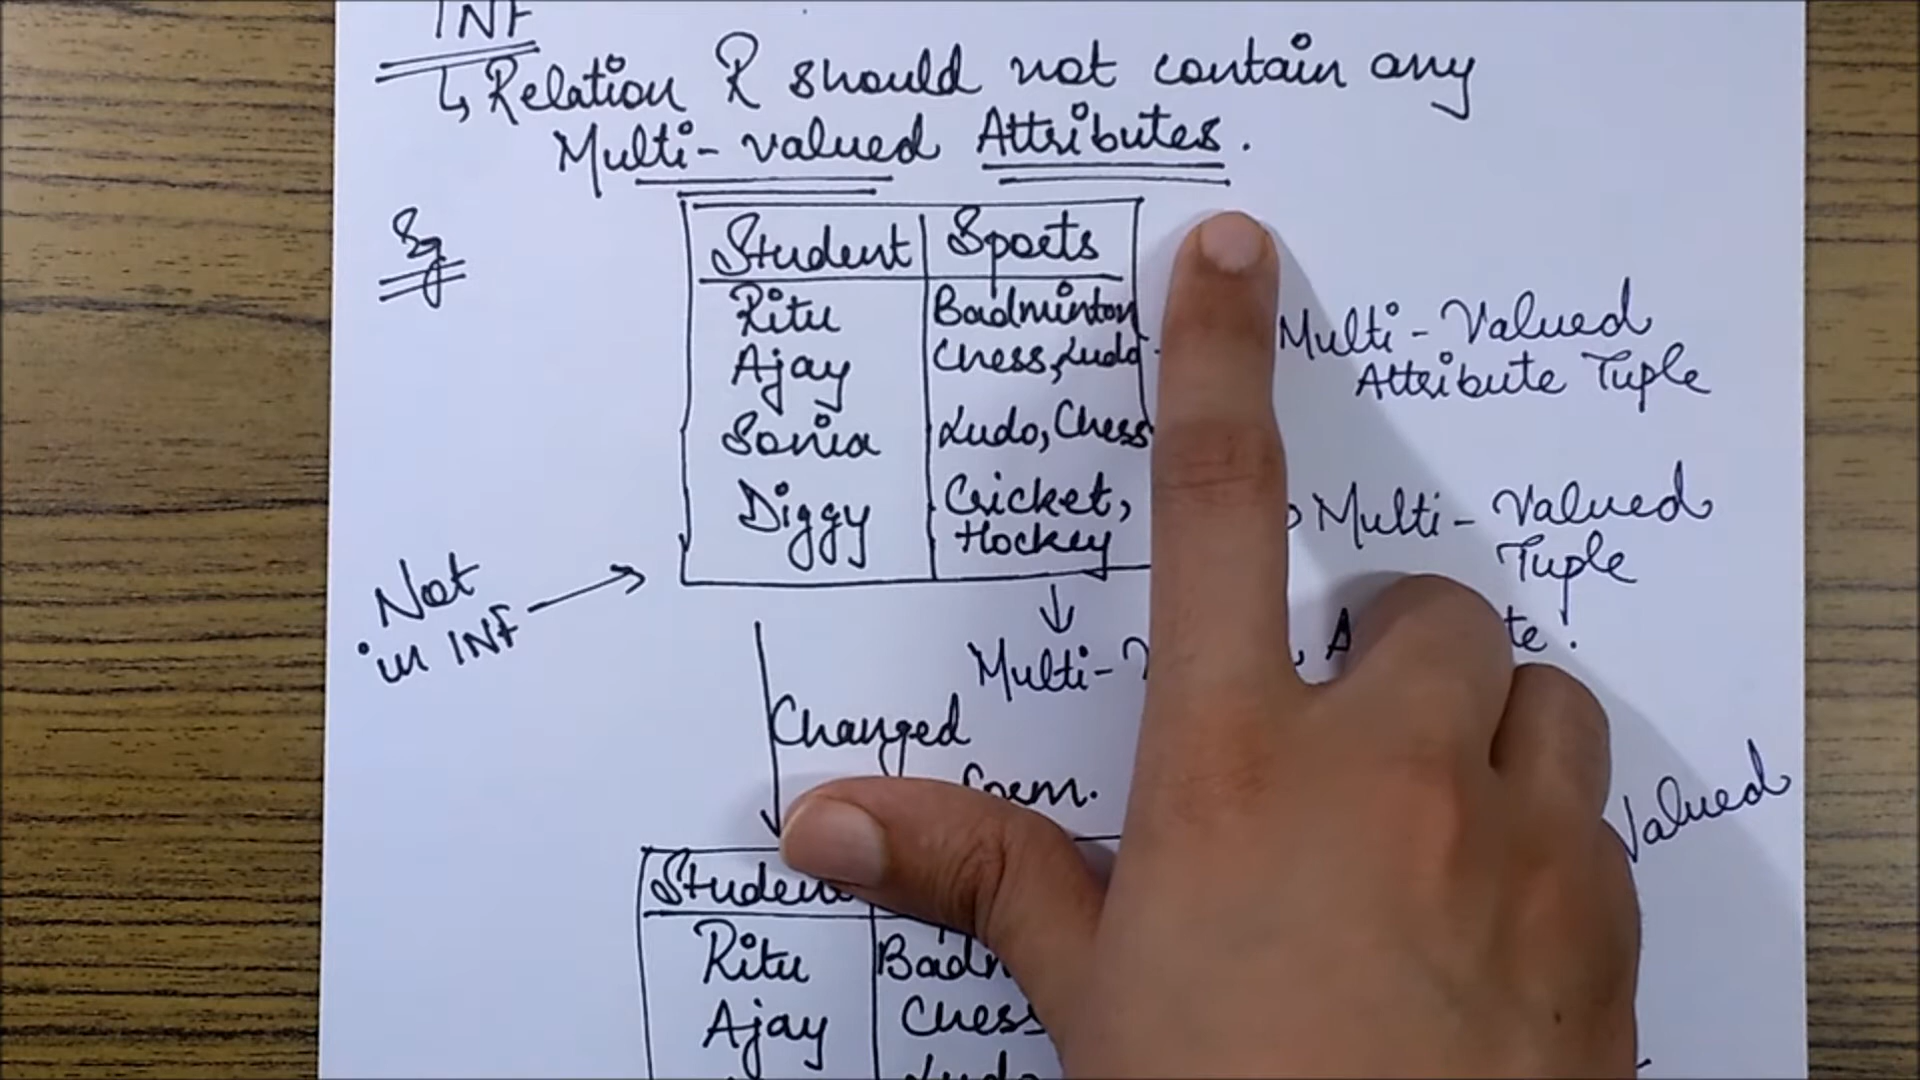 1NF
↳ Relation R should not contain any
Multi-valued Attributes.
Eg
Student Sports
Ritu Badminton
Ajay Chess, Ludo
Sonia Ludo, Chess
Diggy Cricket,
Hockey
Multi-Valued
Attribute Tuple
Multi-Valued
Tuple
Not
in 1NF →
↓
Multi-
Changed
Valued
Student
Ritu
Ajay Chess
Ludo